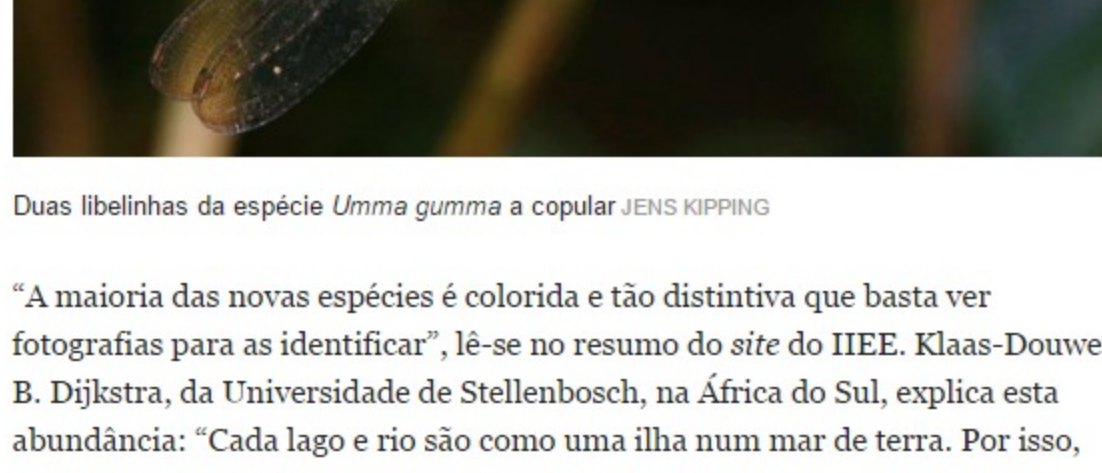 Duas libelinhas da espécie Umma gumma a copular JENS KIPPING
“A maioria das novas espécies é colorida e tão distintiva que basta ver
fotografias para as identificar”, lê-se no resumo do site do IIEE. Klaas-Douwe
B. Dijkstra, da Universidade de Stellenbosch, na África do Sul, explica esta
abundância: “Cada lago e rio são como uma ilha num mar de terra. Por isso,